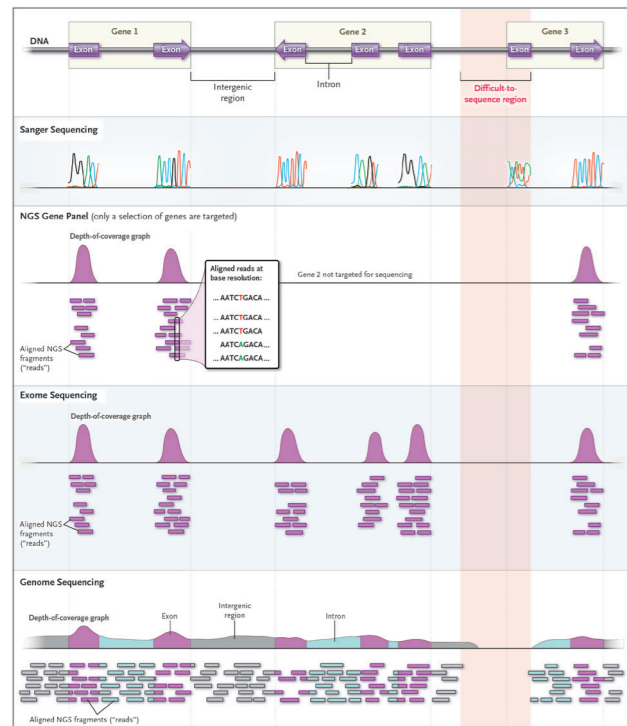 Gene 1
Gene 2
Gene 3
DNA
Exon
Exon
Exon
Exon
Exon
Exon
Exon
Intergenic
region
Intron
Difficult-to-
sequence region
Sanger Sequencing
NGS Gene Panel (only a selection of genes are targeted)
Depth-of-coverage graph
Aligned reads at
base resolution:
... AATCTGACA ...
... AATCTGACA ...
... AATCTGACA
AATCAGACA ...
... AATCAGACA ...
Gene 2 not targeted for sequencing
Aligned NGS
fragments
("reads")
Exome Sequencing
Depth-of-coverage graph
Aligned NGS
fragments
("reads")
Genome Sequencing
Depth-of-coverage graph
Exon
Intergenic
region
Intron
Aligned NGS fragments ("reads")